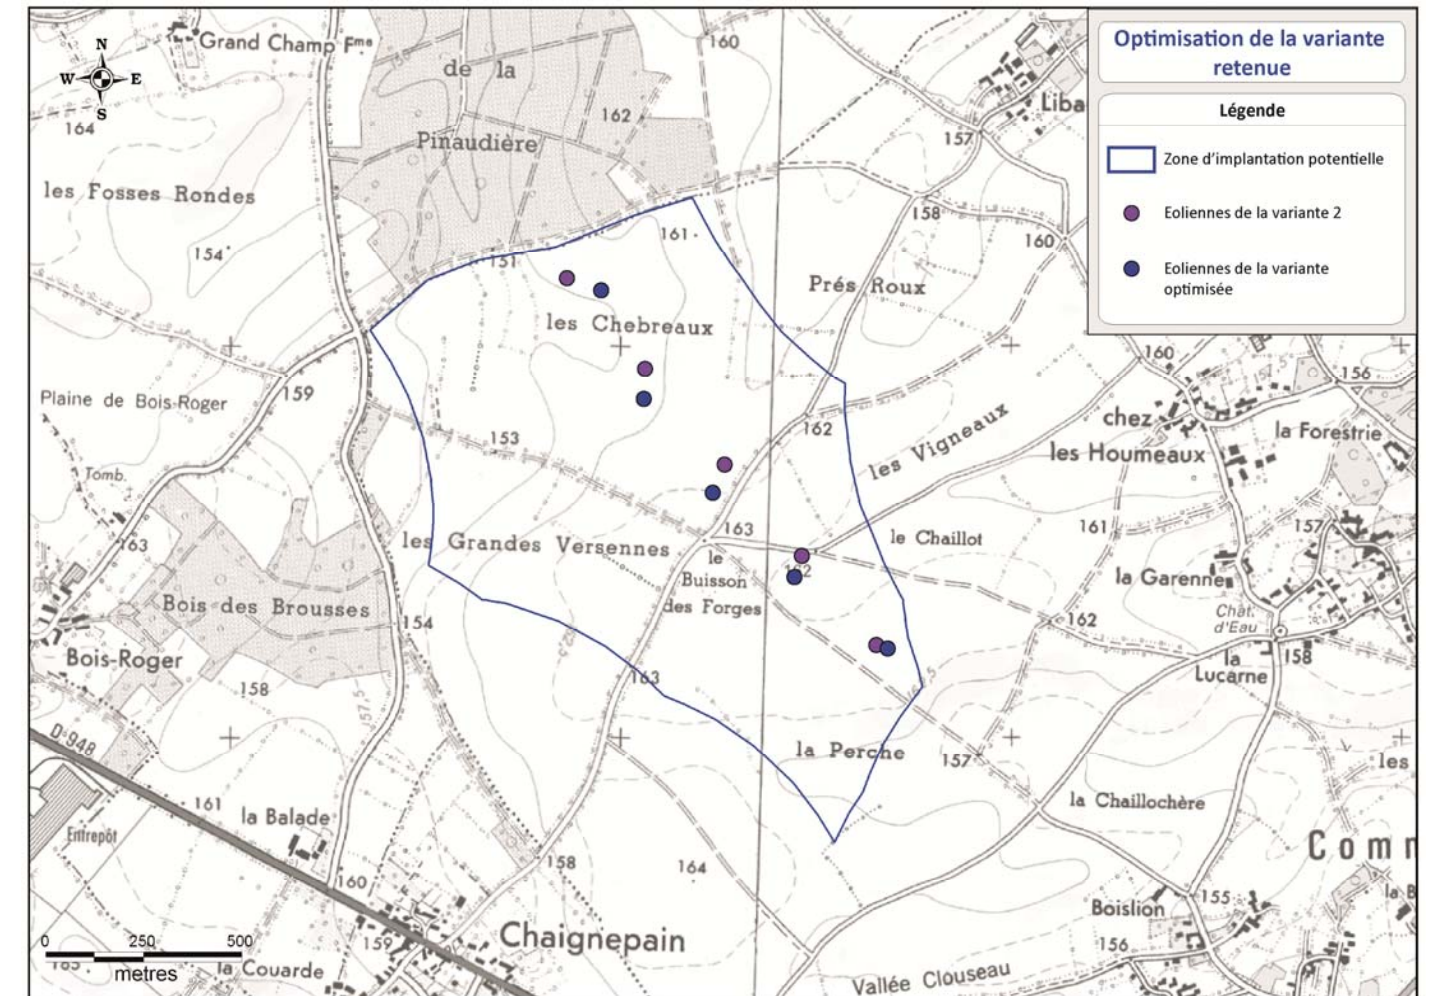 Optimisation de la variante
retenue
Légende
Zone d'implantation potentielle
Eoliennes de la variante 2
Eoliennes de la variante
optimisée
N
W
E
S
Grand Champ Fme
de la
Pinaudière
160
162
164
les Fosses Rondes
154
151
161
Liba
157
158
160
Prés Roux
les Chebreaux
159
Plaine de Bois-Roger
Tomb.
163
153
162
les Vigneaux
160
156
chez
les Houmeaux
la Forestrie
161
157
les Grandes Versennes
163
le
Buisson
des Forges
le Chaillot
la Garenne
Chât.
d'Eau
162
158
la
Lucarne
Bois des Brousses
154
Bois-Roger
158
157,5
163
la Perche
157
les
D 948
161
la Balade
Entrepôt
160
158
164
la Chaillochère
Comm
la B
155
Boislion
156
Chaignepain
159
la Couarde
Vallée Clouseau
0
250
500
metres